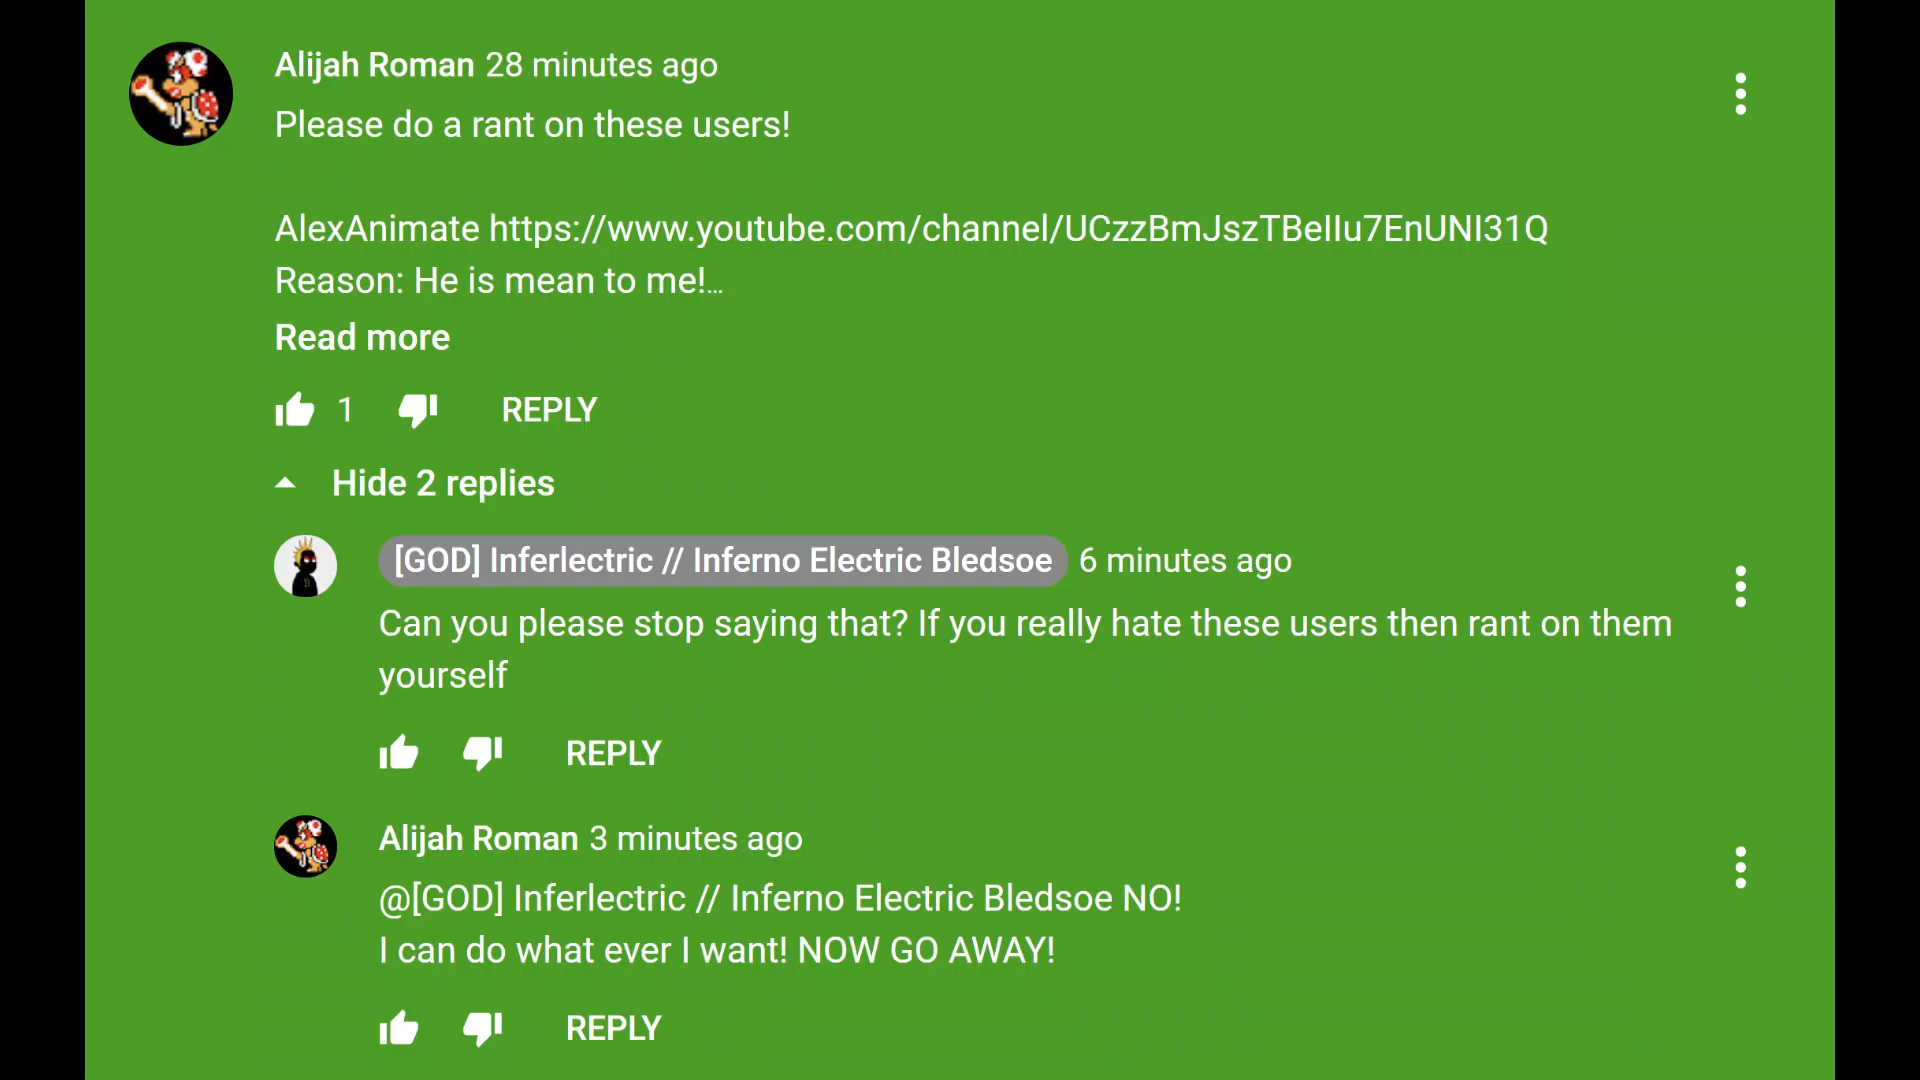 Alijah Roman 28 minutes ago
Please do a rant on these users!
AlexAnimate https://www.youtube.com/channel/UCzzBmJszTBeIIu7EnUNI31Q
Reason: He is mean to me!...
Read more
1 REPLY
Hide 2 replies
[GOD] Inferlectric // Inferno Electric Bledsoe 6 minutes ago
Can you please stop saying that? If you really hate these users then rant on them
yourself
REPLY
Alijah Roman 3 minutes ago
@[GOD] Inferlectric // Inferno Electric Bledsoe NO!
I can do what ever I want! NOW GO AWAY!
REPLY